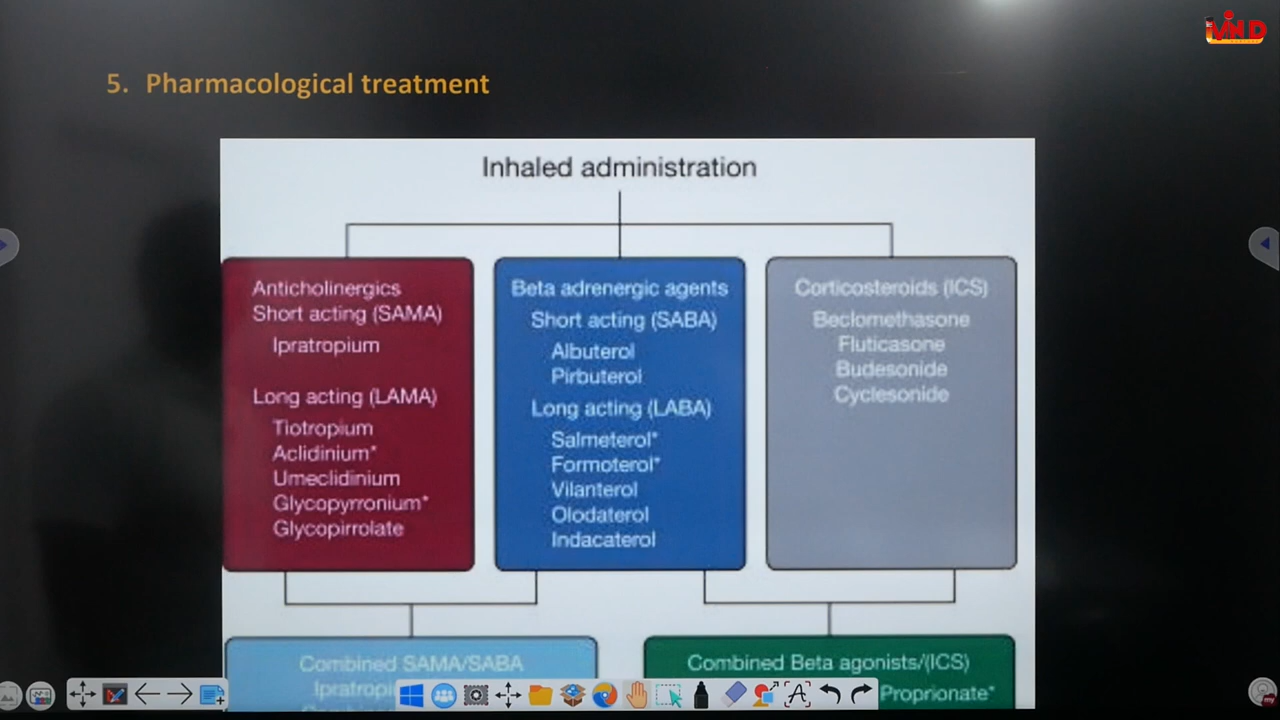 5. Pharmacological treatment
Inhaled administration
Anticholinergics
Short acting (SAMA)
Ipratropium
Long acting (LAMA)
Tiotropium
Aclidinium*
Umeclidinium
Glycopyrronium*
Glycopirrolate
Beta adrenergic agents
Short acting (SABA)
Albuterol
Pirbuterol
Long acting (LABA)
Salmeterol*
Formoterol*
Vilanterol
Olodaterol
Indacaterol
Corticosteroids (ICS)
Beclomethasone
Fluticasone
Budesonide
Cyclesonide
Combined SAMA/SABA
Combined Beta agonists/(ICS)
Proprionate*